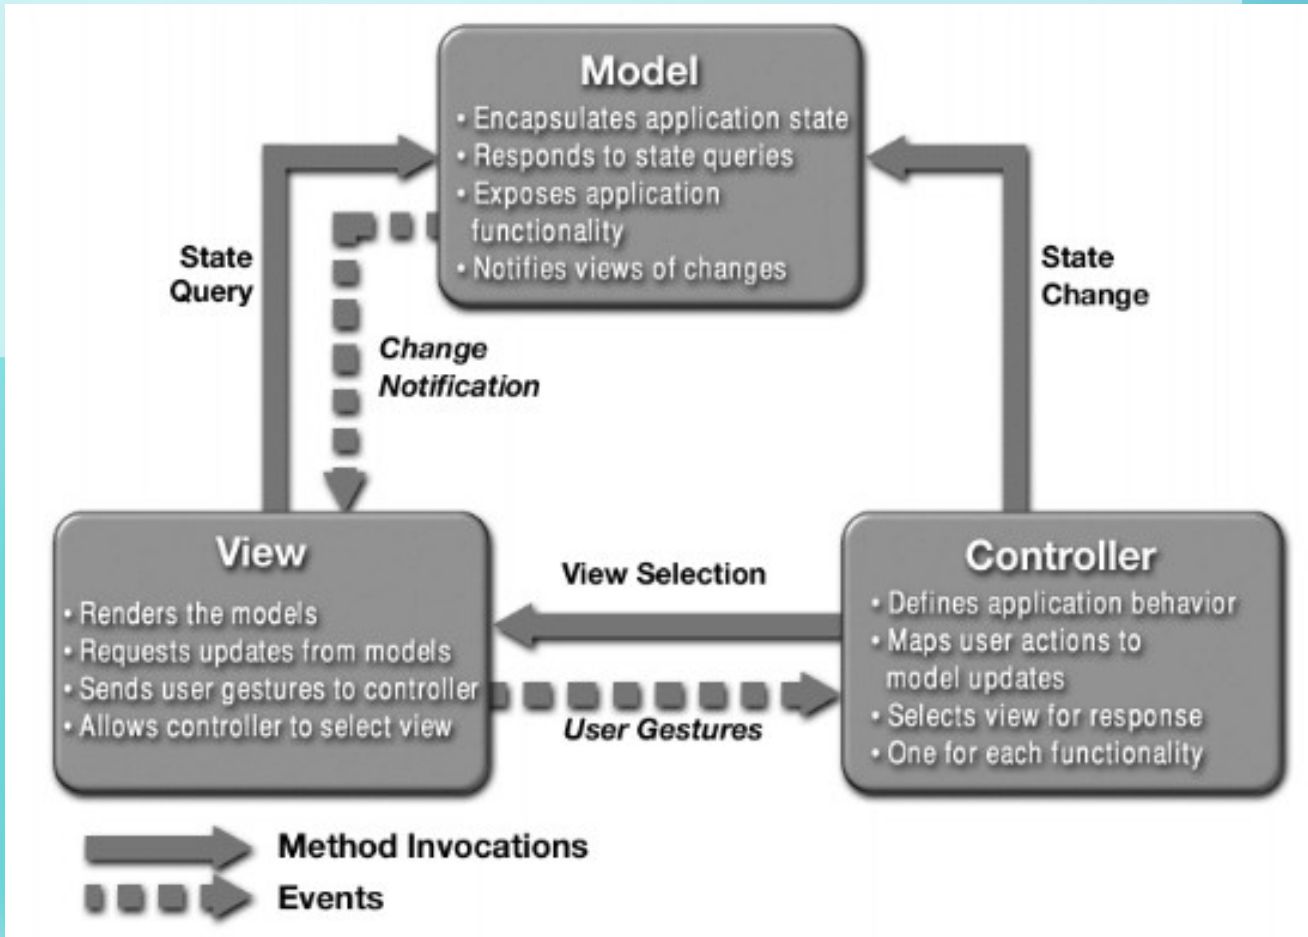 Model
• Encapsulates application state
• Responds to state queries
• Exposes application
functionality
• Notifies views of changes
State
Query
State
Change
Change
Notification
View
• Renders the models
• Requests updates from models
• Sends user gestures to controller
• Allows controller to select view
View Selection
User Gestures
Controller
• Defines application behavior
• Maps user actions to
model updates
• Selects view for response
• One for each functionality
Method Invocations
Events